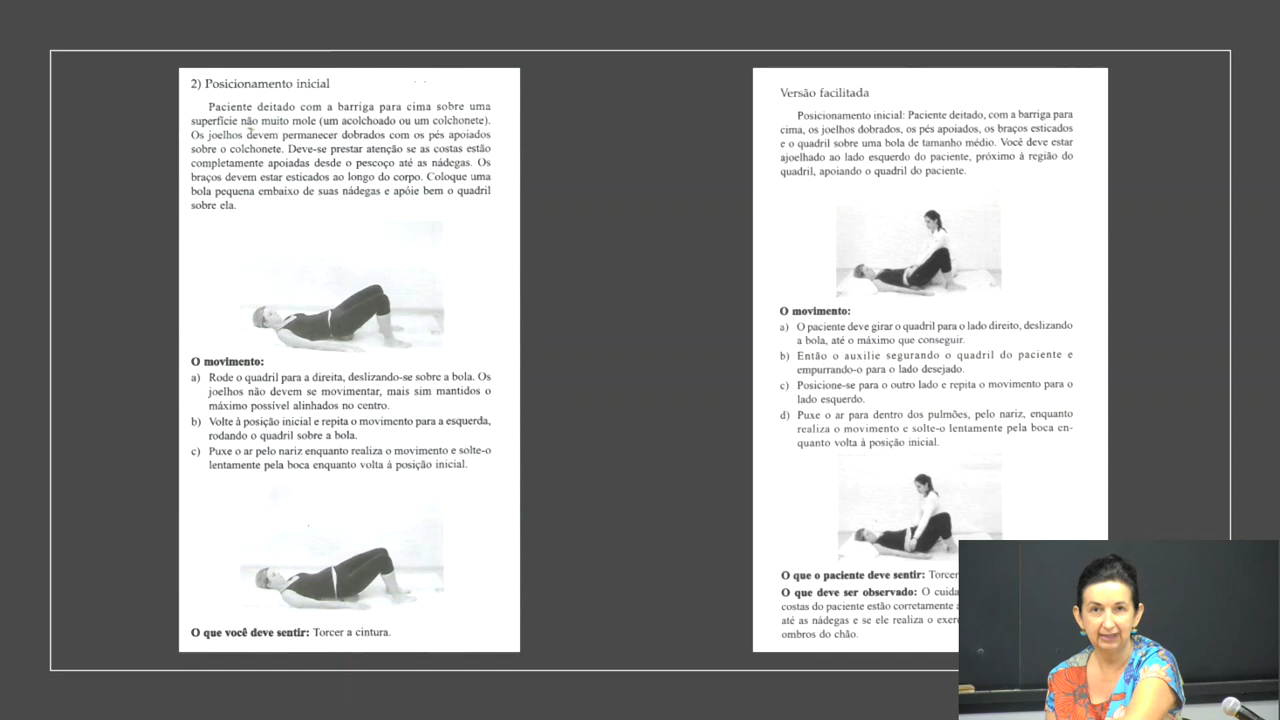 2) Posicionamento inicial
Paciente deitado com a barriga para cima sobre uma
superfície não muito mole (um acolchoado ou um colchonete).
Os joelhos devem permanecer dobrados com os pés apoiados
sobre o colchonete. Deve-se prestar atenção se as costas estão
completamente apoiadas desde o pescoço até as nádegas. Os
braços devem estar esticados ao longo do corpo. Coloque uma
bola pequena embaixo de suas nádegas e apóie bem o quadril
sobre ela.
O movimento:
a) Rode o quadril para a direita, deslizando-se sobre a bola. Os
joelhos não devem se movimentar, mais sim mantidos o
máximo possível alinhados no centro.
b) Volte à posição inicial e repita o movimento para a esquerda,
rodando o quadril sobre a bola.
c) Puxe o ar pelo nariz enquanto realiza o movimento e solte-o
lentamente pela boca enquanto volta à posição inicial.
O que você deve sentir: Torcer a cintura.
Versão facilitada
Posicionamento inicial: Paciente deitado, com a barriga para
cima, os joelhos dobrados, os pés apoiados, os braços esticados
e o quadril sobre uma bola de tamanho médio. Você deve estar
ajoelhado ao lado esquerdo do paciente, próximo à região do
quadril, apoiando o quadril do paciente.
O movimento:
a) O paciente deve girar o quadril para o lado direito, deslizando
a bola, até o máximo que conseguir.
b) Então o auxilie segurando o quadril do paciente e
empurrando-o para o lado desejado.
c) Posicione-se para o outro lado e repita o movimento para o
lado esquerdo.
d) Puxe o ar para dentro dos pulmões, pelo nariz, enquanto
realiza o movimento e solte-o lentamente pela boca en-
quanto volta à posição inicial.
O que o paciente deve sentir: Torcer
O que deve ser observado: O cuida
costas do paciente estão corretamente
até as nádegas e se ele realiza o exer
ombros do chão.